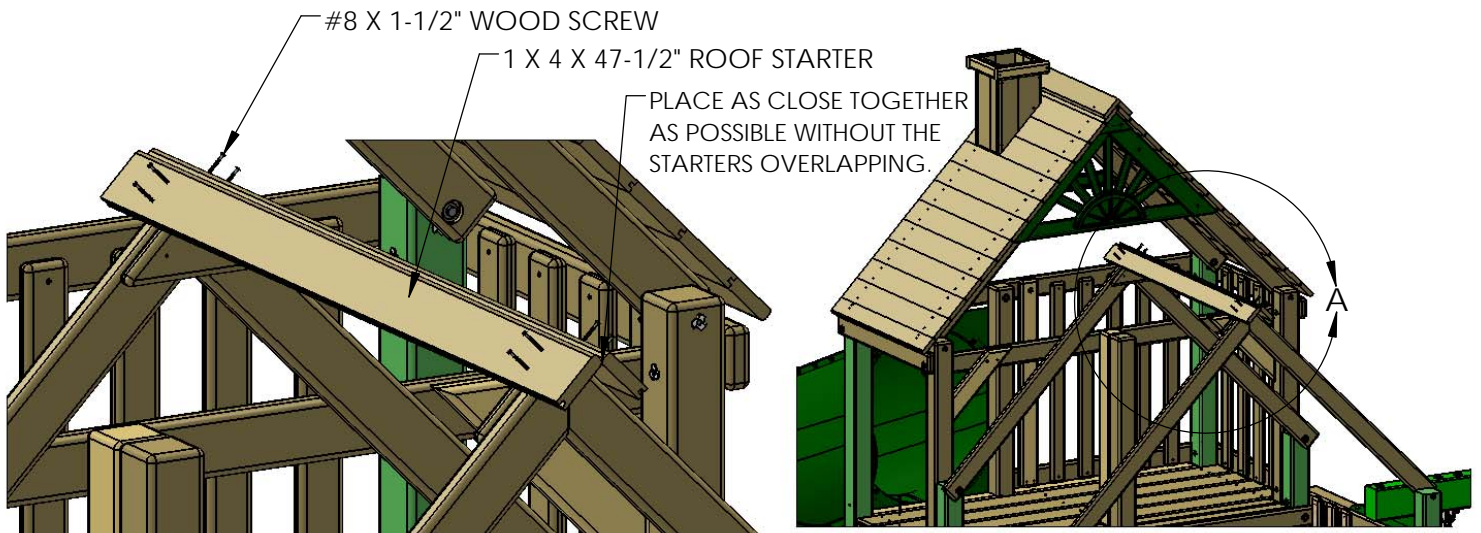 #8 X 1-1/2" WOOD SCREW
1 X 4 X 47-1/2" ROOF STARTER
PLACE AS CLOSE TOGETHER
AS POSSIBLE WITHOUT THE
STARTERS OVERLAPPING.
A